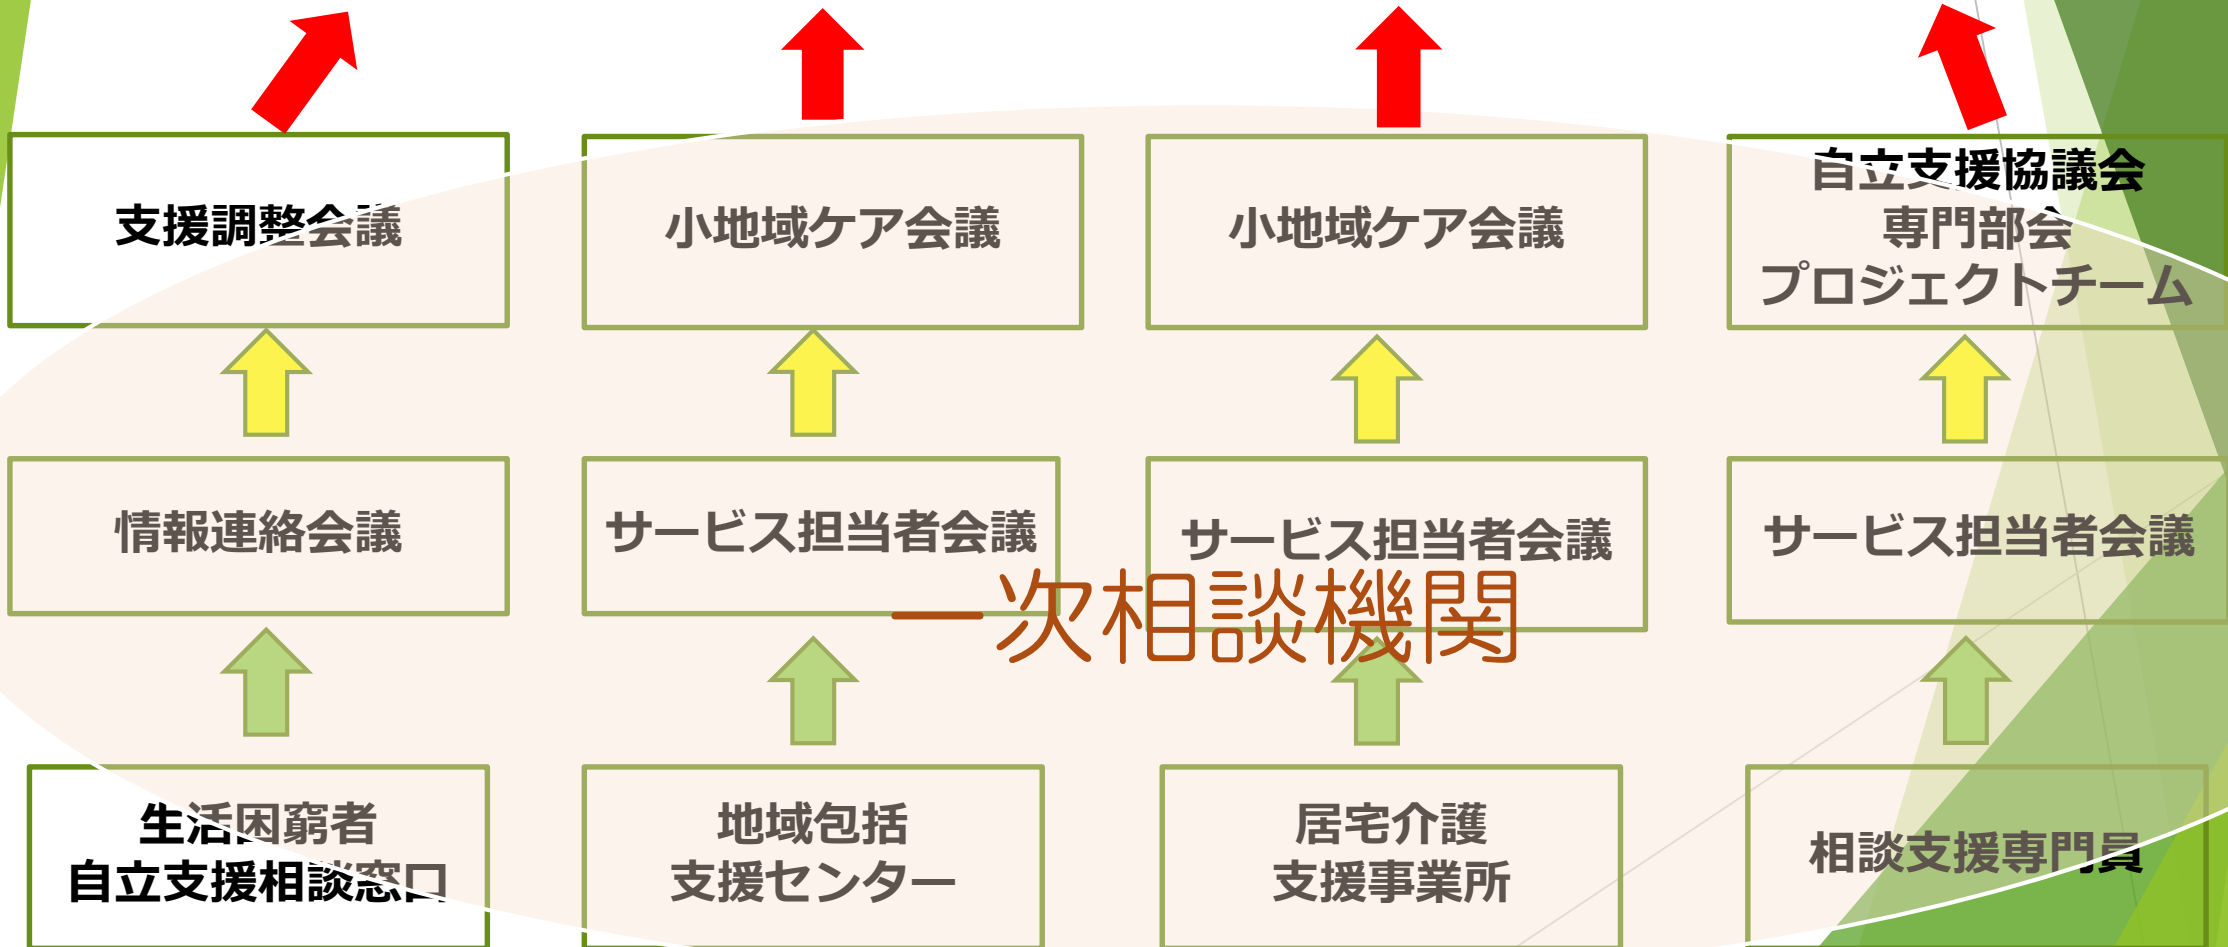 支援調整会議
小地域ケア会議
小地域ケア会議
自立支援協議会
専門部会
プロジェクトチーム
情報連絡会議
サービス担当者会議
サービス担当者会議
サービス担当者会議
一次相談機関
生活困窮者
自立支援相談窓口
地域包括
支援センター
居宅介護
支援事業所
相談支援専門員